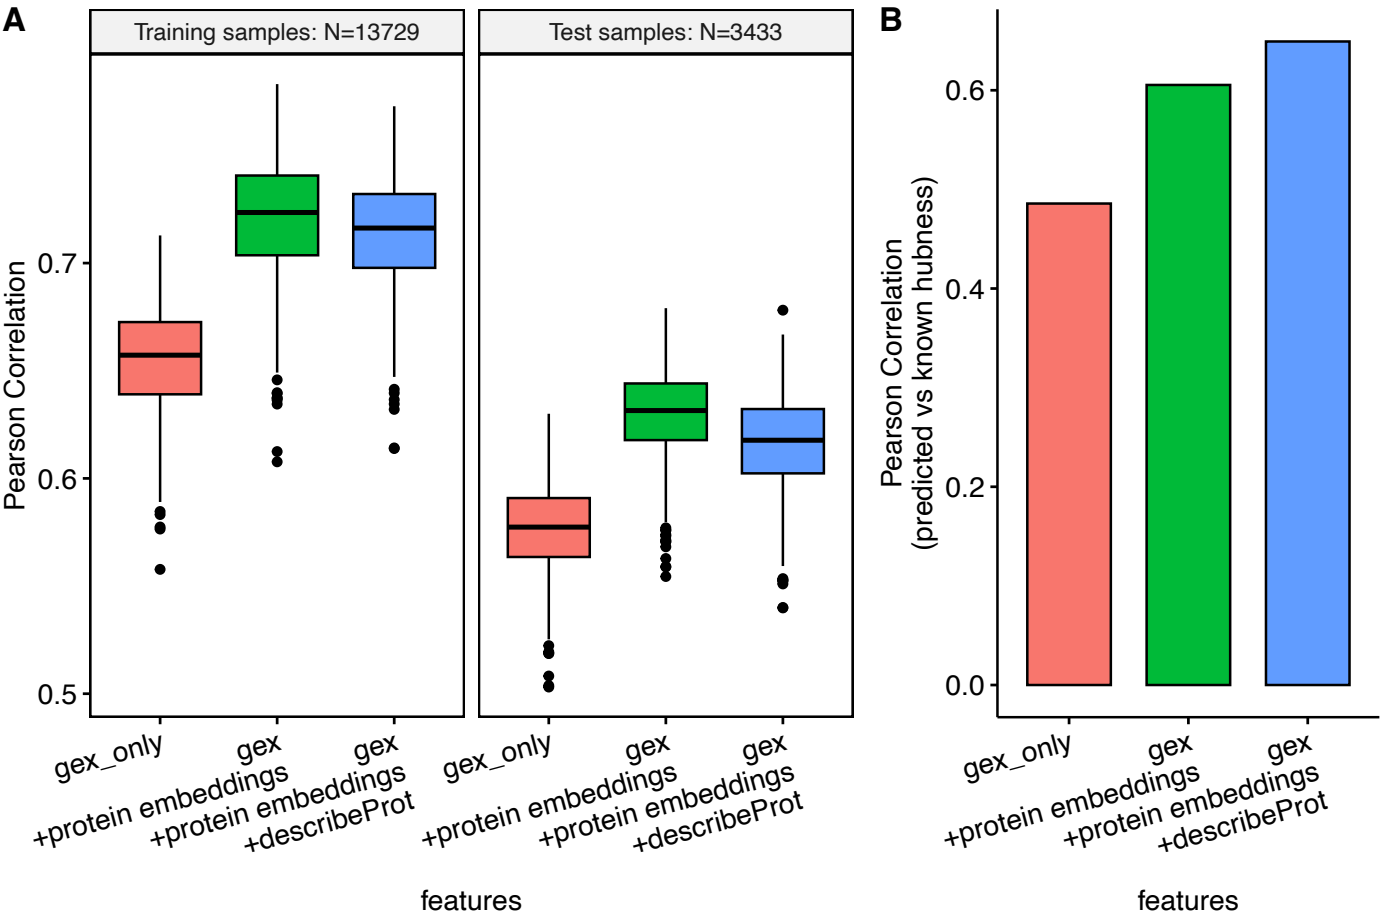 A
Training samples: N=13729
Test samples: N=3433
Pearson Correlation
0.7
0.6
0.5
gex_only
gex
+protein embeddings
gex
+protein embeddings
+describeProt
gex_only
gex
+protein embeddings
gex
+protein embeddings
+describeProt
features
B
Pearson Correlation
(predicted vs known hubness)
0.6
0.4
0.2
0.0
gex_only
gex
+protein embeddings
gex
+protein embeddings
+describeProt
features